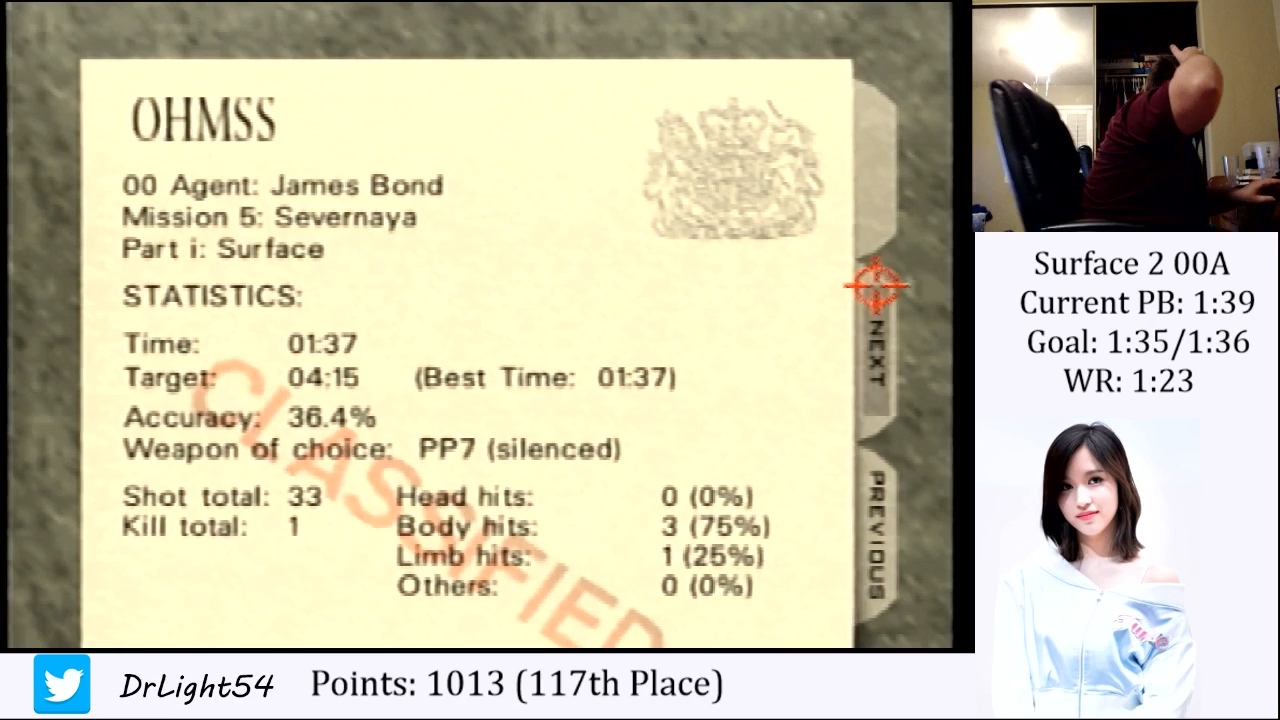 OHMSS
00 Agent: James Bond
Mission 5: Severnaya
Part i: Surface
STATISTICS:
Time: 01:37
Target: 04:15 (Best Time: 01:37)
Accuracy: 36.4%
Weapon of choice: PP7 (silenced)
Shot total: 33 Head hits: 0 (0%)
Kill total: 1 Body hits: 3 (75%)
Limb hits: 1 (25%)
Others: 0 (0%)
CLASSIFIED
NEXT
PREVIOUS
Surface 2 00A
Current PB: 1:39
Goal: 1:35/1:36
WR: 1:23
DrLight54 Points: 1013 (117th Place)